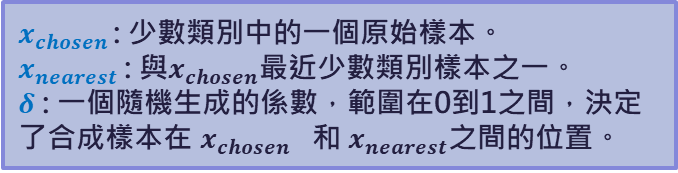 x_chosen : 少數類別中的一個原始樣本。
x_nearest : 與x_chosen最近少數類別樣本之一。
δ : 一個隨機生成的係數，範圍在0到1之間，決定
了合成樣本在 x_chosen 和 x_nearest之間的位置。